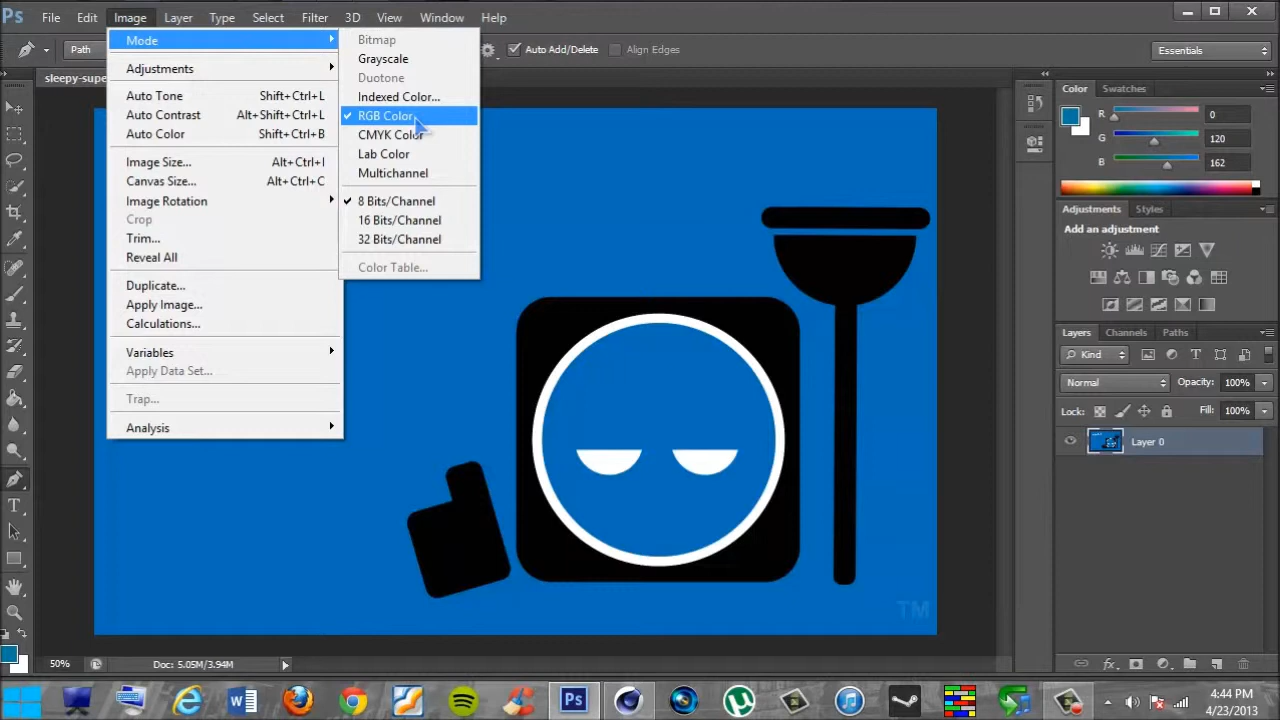 Ps File Edit Image Layer Type Select Filter 3D View Window Help
Path Auto Add/Delete Align Edges Essentials
Mode
Adjustments
Auto Tone Shift+Ctrl+L
Auto Contrast Alt+Shift+Ctrl+L
Auto Color Shift+Ctrl+B
Image Size... Alt+Ctrl+I
Canvas Size... Alt+Ctrl+C
Image Rotation
Crop
Trim...
Reveal All
Duplicate...
Apply Image...
Calculations...
Variables
Apply Data Set...
Trap...
Analysis
Bitmap
Grayscale
Duotone
Indexed Color...
RGB Color
CMYK Color
Lab Color
Multichannel
8 Bits/Channel
16 Bits/Channel
32 Bits/Channel
Color Table...
TM
Color Swatches
R 0
G 120
B 162
Adjustments Styles
Add an adjustment
Layers Channels Paths
Kind
Normal Opacity: 100%
Lock: Fill: 100%
Layer 0
50% Doc: 5.05M/3.94M
Ps
4:44 PM
4/23/2013